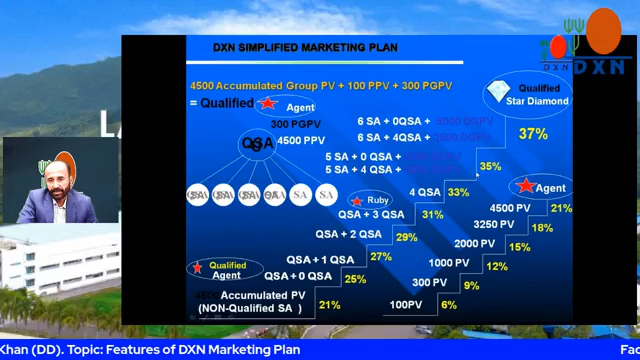 DXN SIMPLIFIED MARKETING PLAN
DXN
DXN
4500 Accumulated Group PV + 100 PPV + 300 PGPV
= Qualified Agent
300 PGPV
4500 PPV
QSA
SA
SA
Qualified
Star Diamond
37%
6 SA + 0QSA +
6 SA + 4QSA +
5 SA + 0 QSA +
5 SA + 4 QSA +
35%
4 QSA 33%
Ruby
QSA + 3 QSA 31%
QSA + 2 QSA 29%
QSA + 1 QSA 27%
QSA + 0 QSA 25%
Qualified
Agent
Accumulated PV
(NON-Qualified SA ) 21%
Agent
4500 PV 21%
3250 PV 18%
2000 PV 15%
1000 PV 12%
300 PV 9%
100PV 6%
Khan (DD). Topic: Features of DXN Marketing Plan
Fac